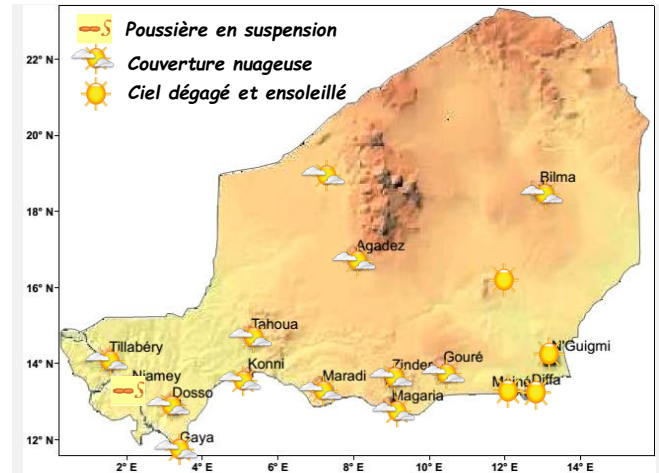 Poussière en suspension
Couverture nuageuse
Ciel dégagé et ensoleillé
22° N
20° N
18° N
16° N
14° N
12° N
Bilma
Agadez
Tahoua
N'Guigmi
Tillabéry
Konni
Zinder
Gouré
Niamey
Maradi
Maïné
Diffa
Dosso
Magaria
Gaya
2° E
4° E
6° E
8° E
10° E
12° E
14° E